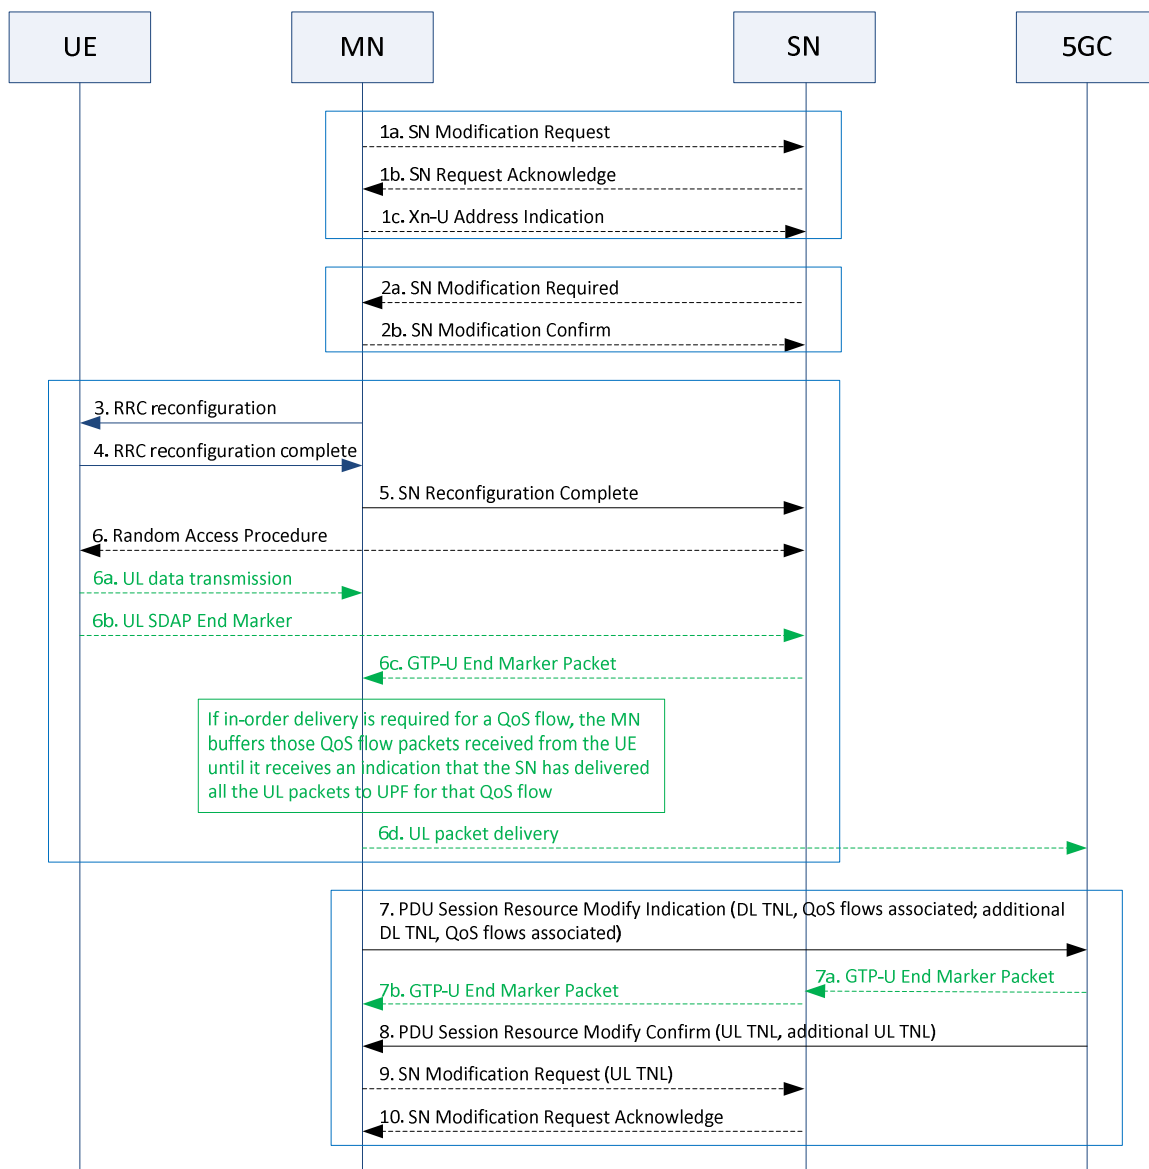 UE
MN
SN
5GC
1a. SN Modification Request
1b. SN Request Acknowledge
1c. Xn-U Address Indication
2a. SN Modification Required
2b. SN Modification Confirm
3. RRC reconfiguration
4. RRC reconfiguration complete
5. SN Reconfiguration Complete
6. Random Access Procedure
6a. UL data transmission
6b. UL SDAP End Marker
6c. GTP-U End Marker Packet
If in-order delivery is required for a QoS flow, the MN
buffers those QoS flow packets received from the UE
until it receives an indication that the SN has delivered
all the UL packets to UPF for that QoS flow
6d. UL packet delivery
7. PDU Session Resource Modify Indication (DL TNL, QoS flows associated; additional
DL TNL, QoS flows associated)
7a. GTP-U End Marker Packet
7b. GTP-U End Marker Packet
8. PDU Session Resource Modify Confirm (UL TNL, additional UL TNL)
9. SN Modification Request (UL TNL)
10. SN Modification Request Acknowledge